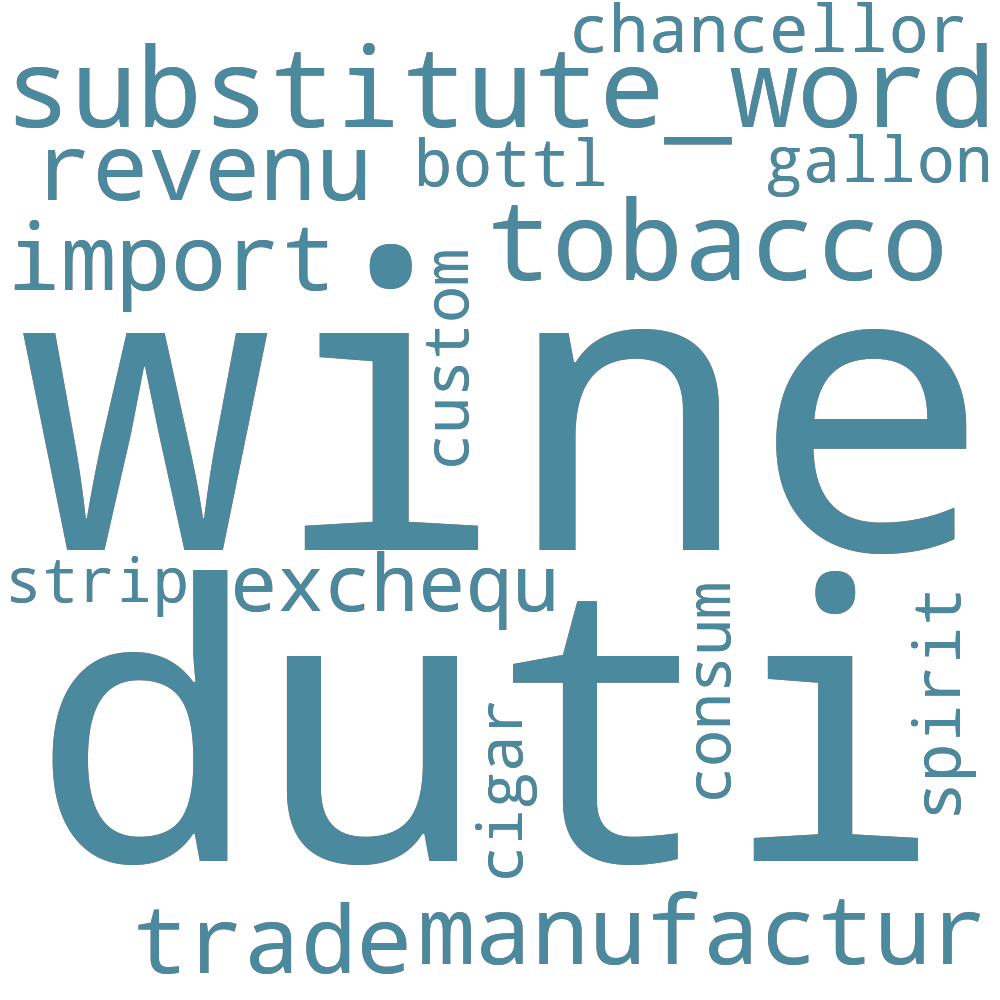 chancellor
substitute_word
revenu
bottl
gallon
import
tobacco
custom
wine
strip
exchequ
duti
cigar
consum
spirit
trade
manufactur